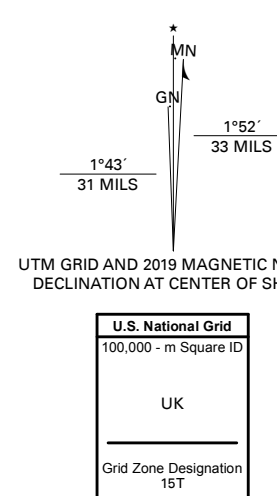 ★
MN
GN
1°52´
33 MILS
1°43´
31 MILS
UTM GRID AND 2019 MAGNETIC
DECLINATION AT CENTER OF
U.S. National Grid
100,000 - m Square ID
UK
Grid Zone Designation
15T